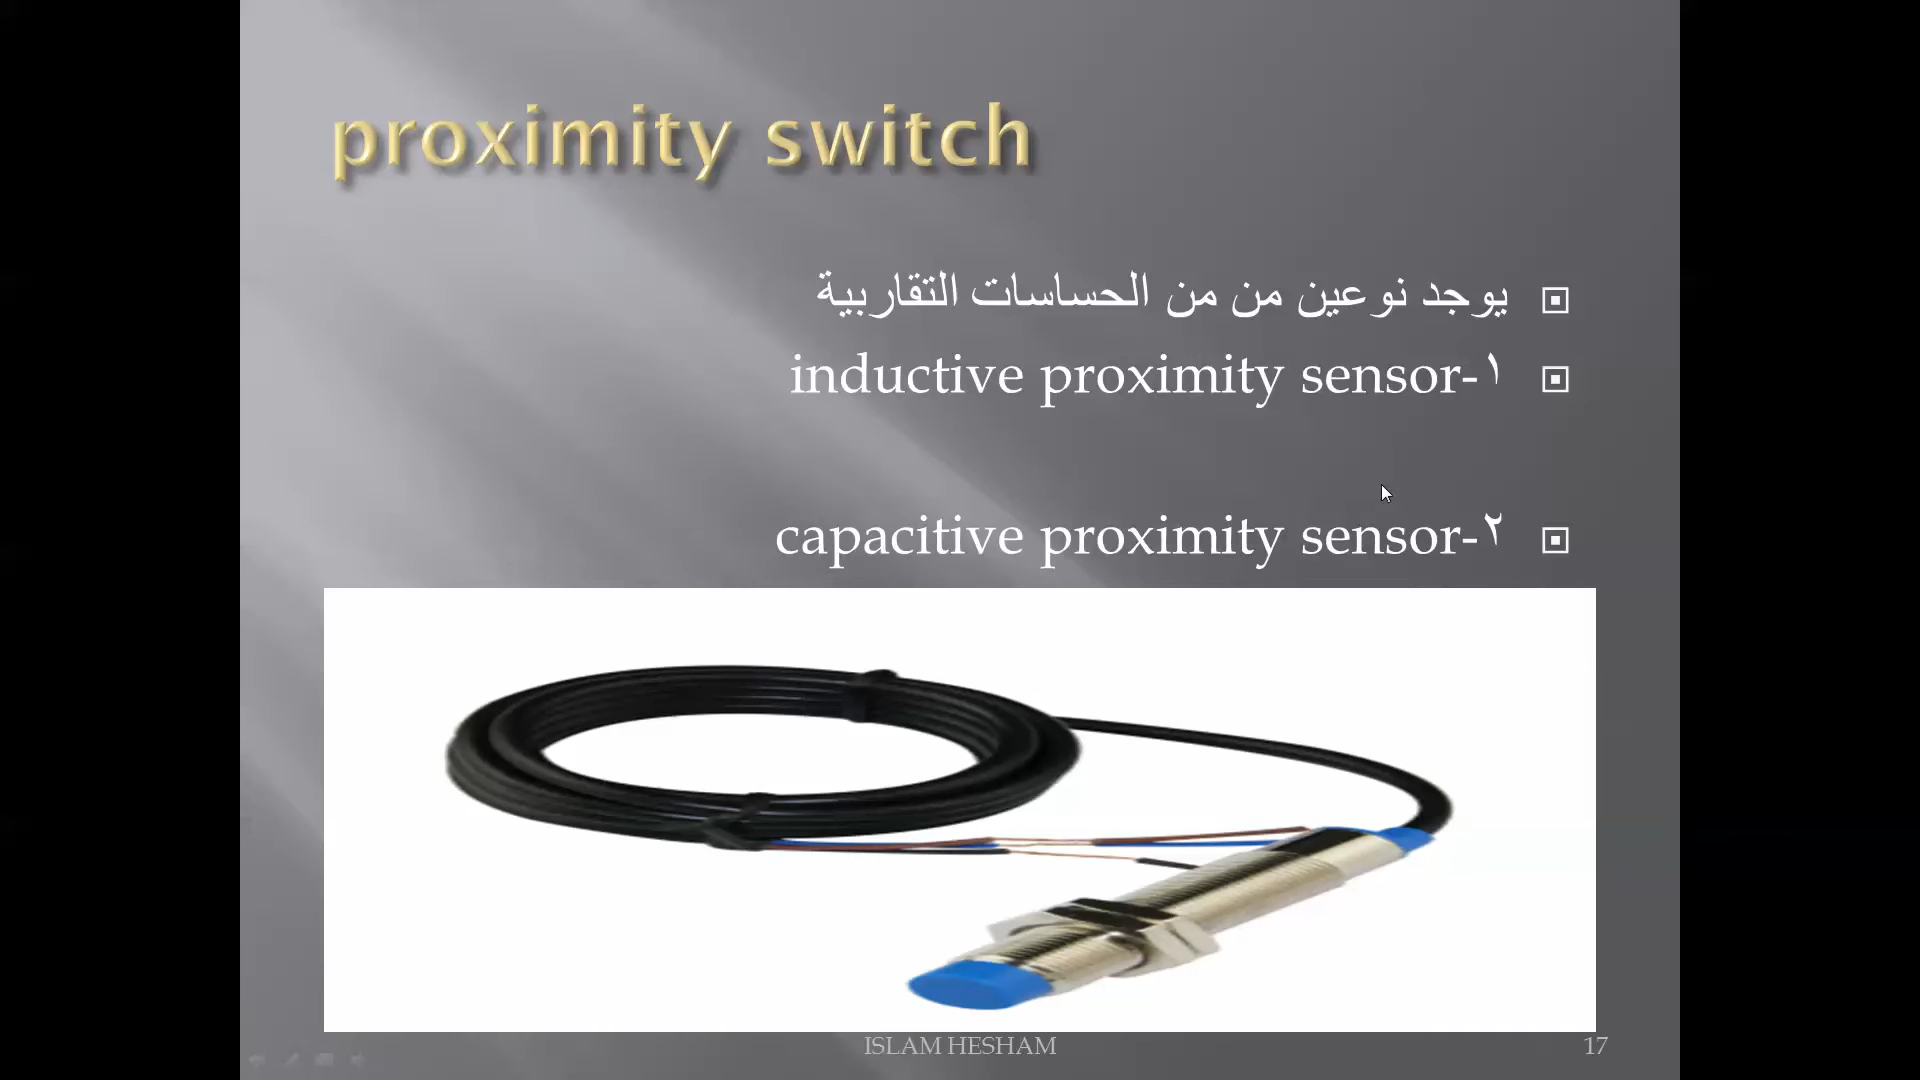 proximity switch
يوجد نوعين من من الحساسات التقاربية
inductive proximity sensor-١
capacitive proximity sensor-٢
ISLAM HESHAM
17